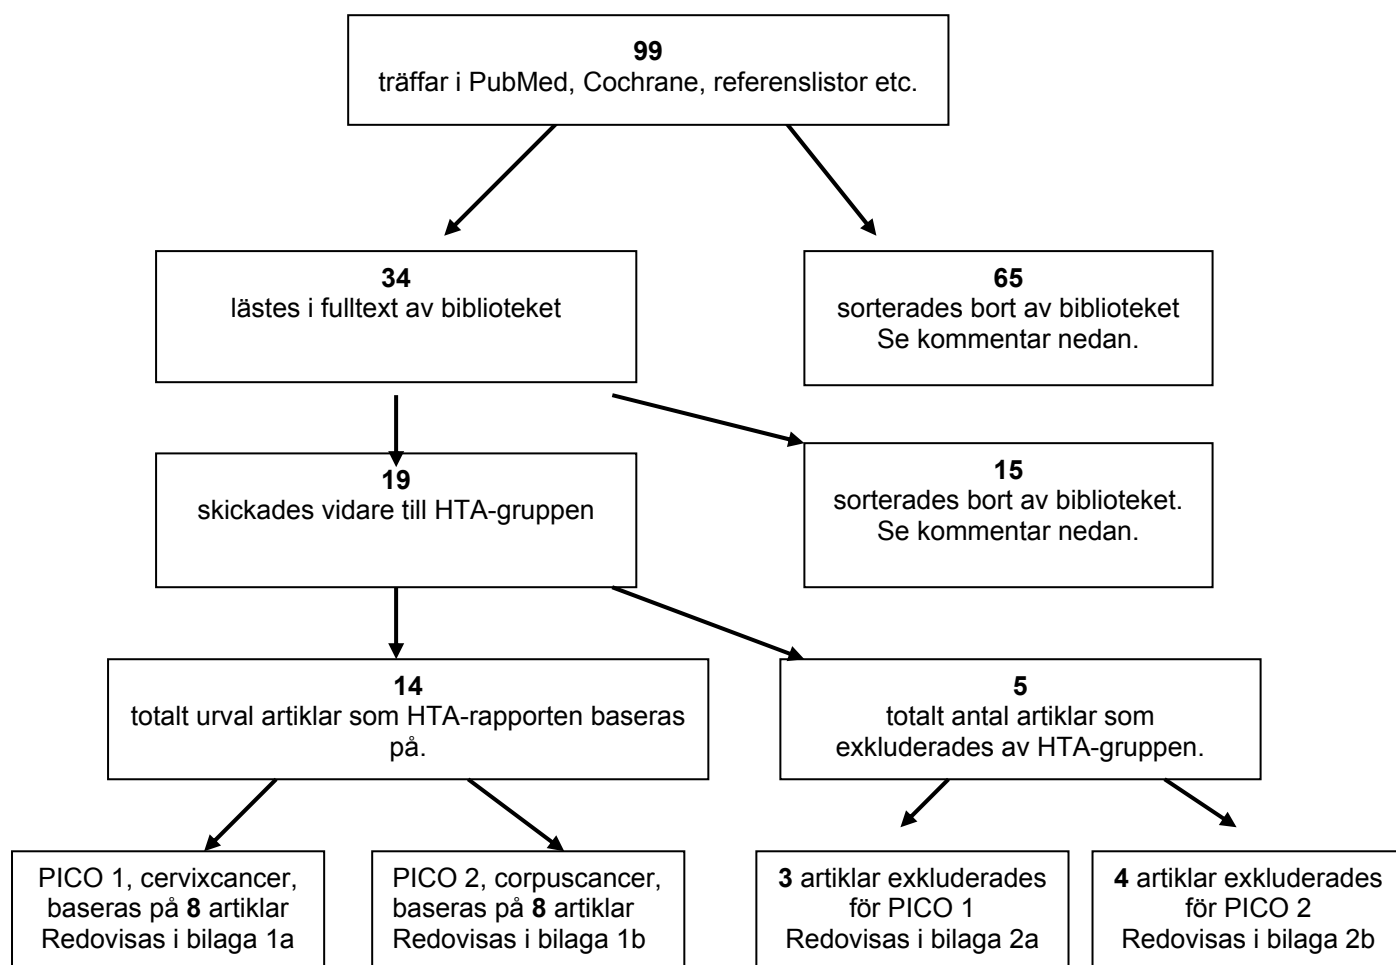 99
träffar i PubMed, Cochrane, referenslistor etc.
34
lästes i fulltext av biblioteket
65
sorterades bort av biblioteket
Se kommentar nedan.
19
skickades vidare till HTA-gruppen
15
sorterades bort av biblioteket.
Se kommentar nedan.
14
totalt urval artiklar som HTA-rapporten baseras
på.
5
totalt antal artiklar som
exkluderades av HTA-gruppen.
PICO 1, cervixcancer,
baseras på 8 artiklar
Redovisas i bilaga 1a
PICO 2, corpuscancer,
baseras på 8 artiklar
Redovisas i bilaga 1b
3 artiklar exkluderades
för PICO 1
Redovisas i bilaga 2a
4 artiklar exkluderades
för PICO 2
Redovisas i bilaga 2b